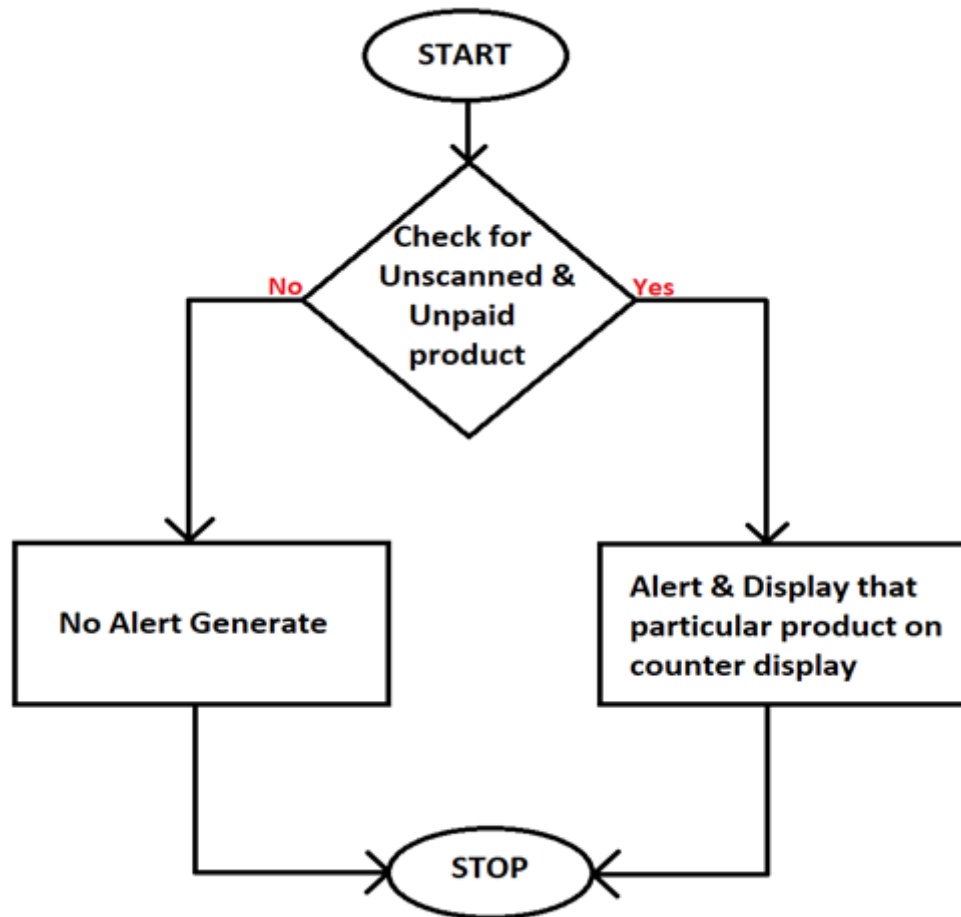 START
Check for
Unscanned &
Unpaid
product
No
Yes
No Alert Generate
Alert & Display that
particular product on
counter display
STOP